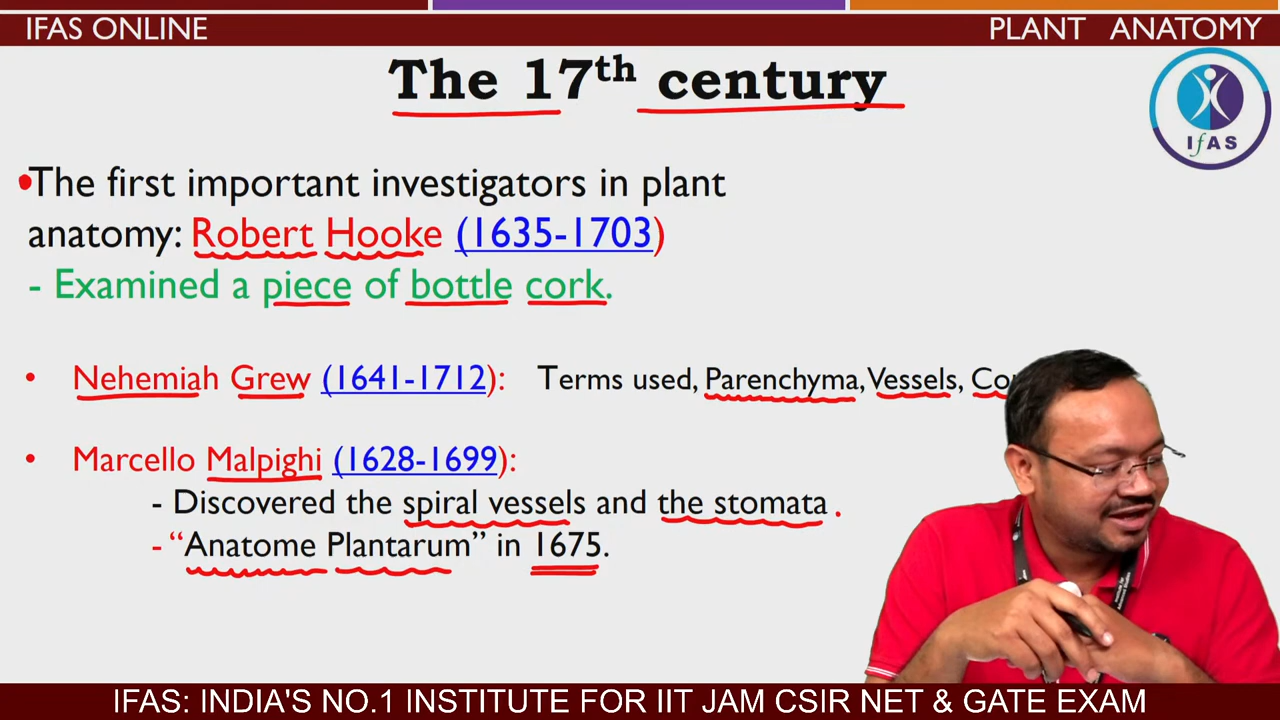 IFAS ONLINE
PLANT ANATOMY
The 17th century
IfAS
•The first important investigators in plant
anatomy: Robert Hooke (1635-1703)
- Examined a piece of bottle cork.
• Nehemiah Grew (1641-1712): Terms used, Parenchyma, Vessels,
• Marcello Malpighi (1628-1699):
- Discovered the spiral vessels and the stomata.
- “Anatome Plantarum” in 1675.
IFAS: INDIA'S NO.1 INSTITUTE FOR IIT JAM CSIR NET & GATE EXAM